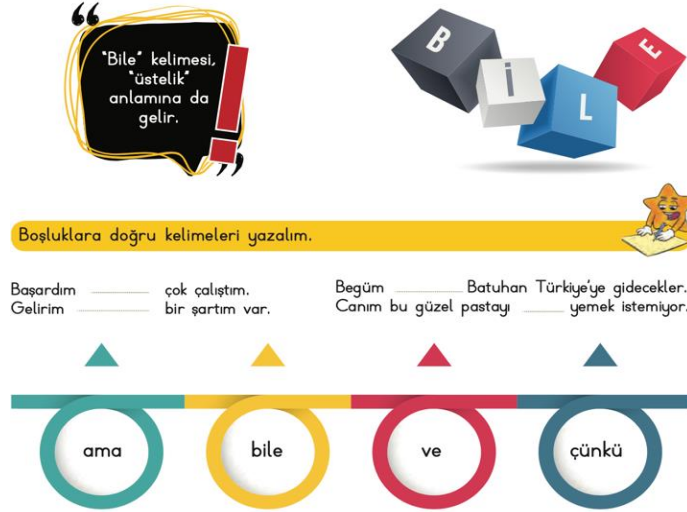 "Bile" kelimesi,
"üstelik"
anlamına da
gelir.
B İ L E
Boşluklara doğru kelimeleri yazalım.
Başardım ............ çok çalıştım.
Gelirim ............ bir şartım var.
Begüm ............ Batuhan Türkiye'ye gidecekler.
Canım bu güzel pastayı ............ yemek istemiyor.
ama
bile
ve
çünkü